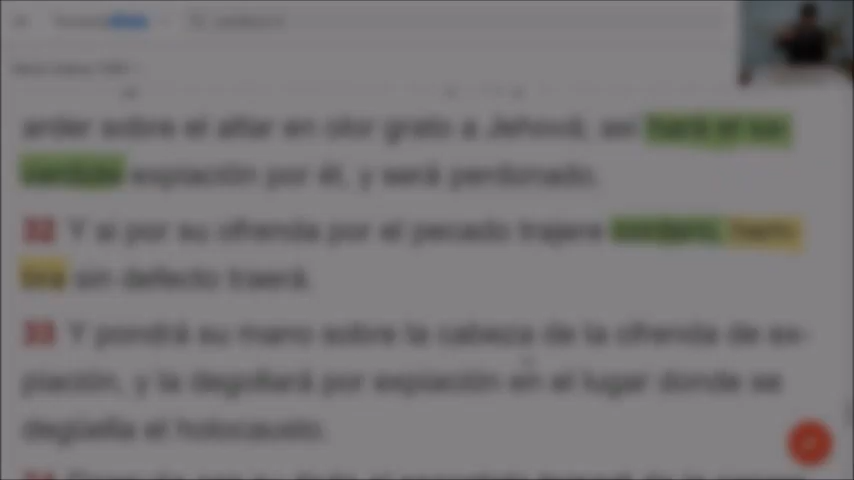 arder sobre el altar en olor grato a Jehová; así hará el sa-
cerdote expiación por él, y será perdonado.
32 Y si por su ofrenda por el pecado trajere cordero, hem-
bra sin defecto traerá.
33 Y pondrá su mano sobre la cabeza de la ofrenda de ex-
piación, y la degollará por expiación en el lugar donde se
degüella el holocausto.